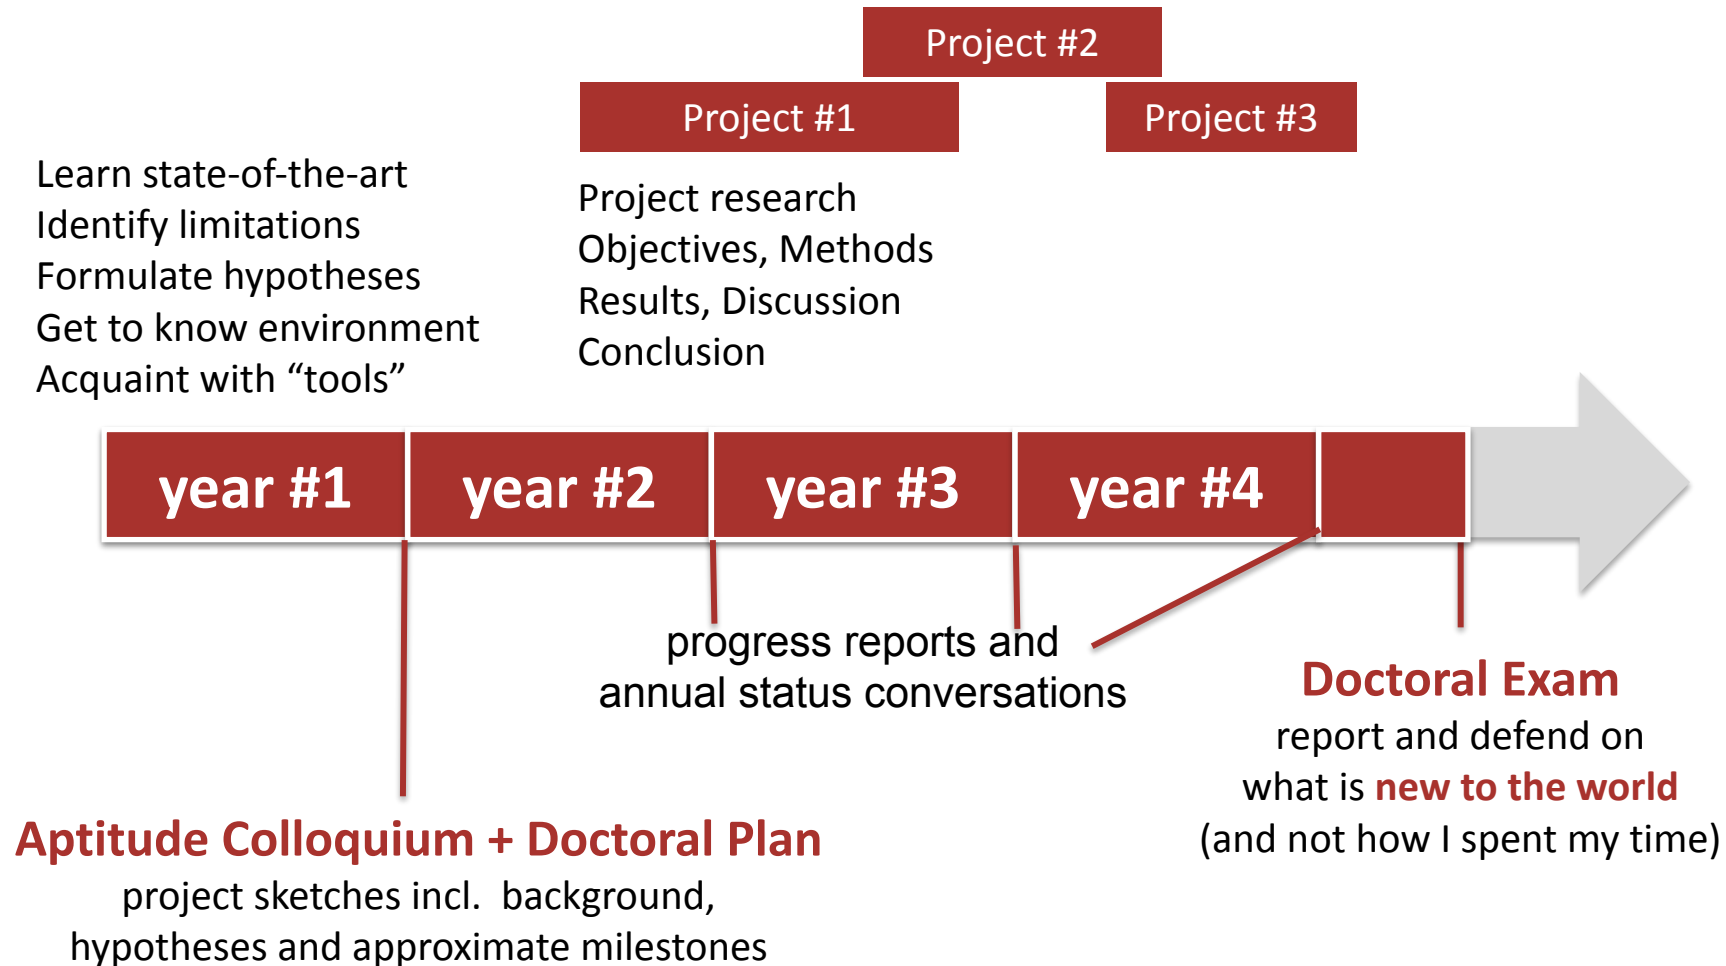 Project #2
Project #1
Project #3
Learn state-of-the-art
Identify limitations
Formulate hypotheses
Get to know environment
Acquaint with “tools”
Project research
Objectives, Methods
Results, Discussion
Conclusion
year #1
year #2
year #3
year #4
progress reports and
annual status conversations
Doctoral Exam
report and defend on
what is new to the world
(and not how I spent my time)
Aptitude Colloquium + Doctoral Plan
project sketches incl. background,
hypotheses and approximate milestones